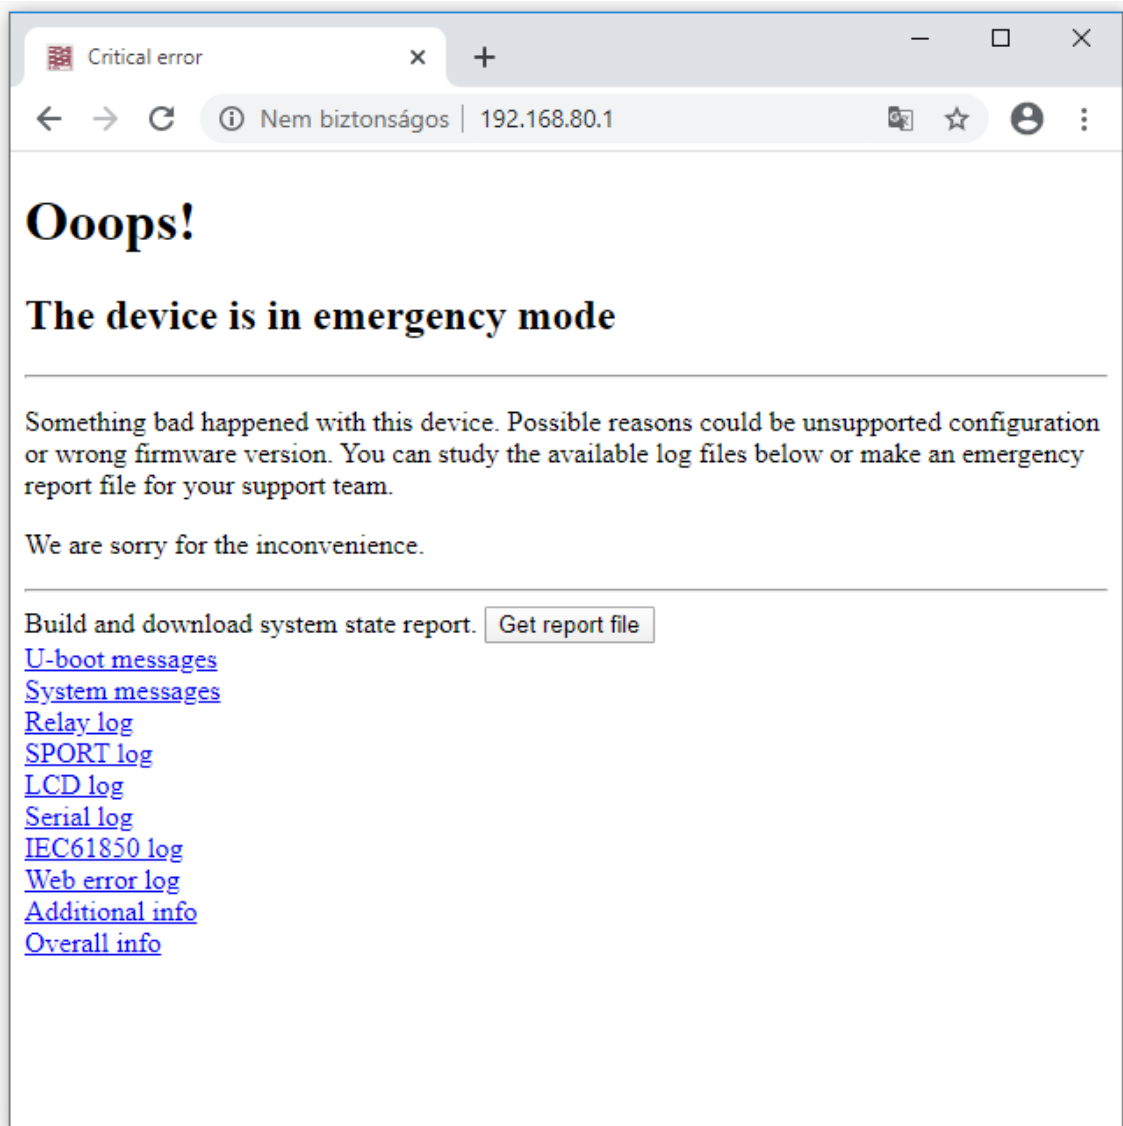 Critical error
Nem biztonságos | 192.168.80.1
Ooops!
The device is in emergency mode
Something bad happened with this device. Possible reasons could be unsupported configuration
or wrong firmware version. You can study the available log files below or make an emergency
report file for your support team.
We are sorry for the inconvenience.
Build and download system state report. Get report file
U-boot messages
System messages
Relay log
SPORT log
LCD log
Serial log
IEC61850 log
Web error log
Additional info
Overall info